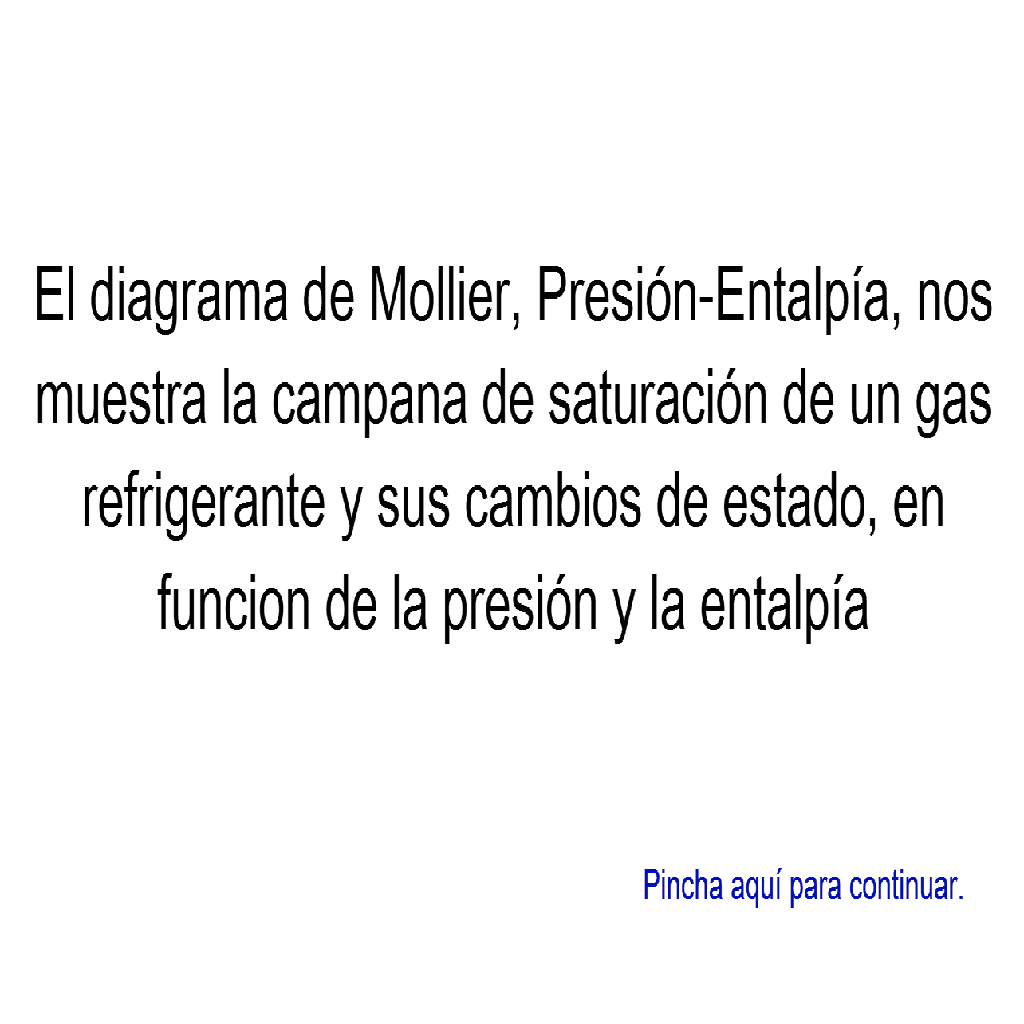 El diagrama de Mollier, Presión-Entalpía, nos
muestra la campana de saturación de un gas
refrigerante y sus cambios de estado, en
funcion de la presión y la entalpía
Pincha aquí para continuar.